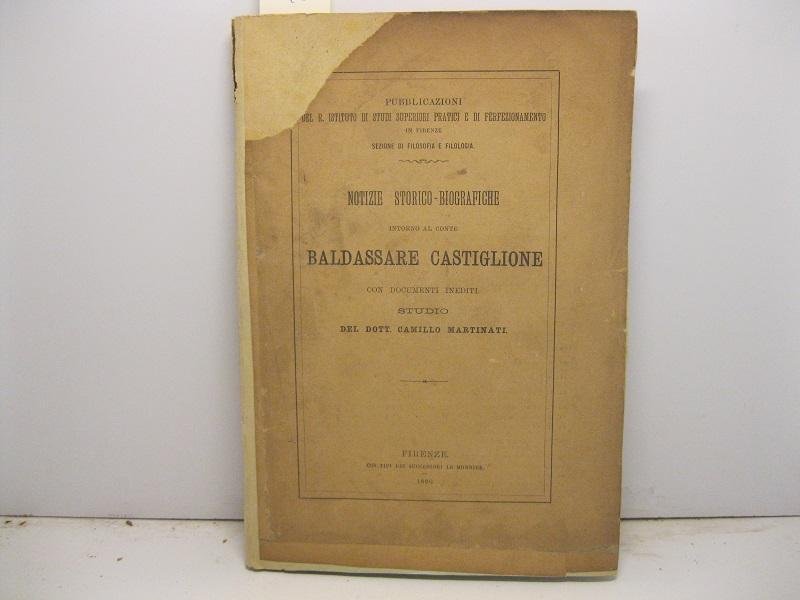 PUBBLICAZIONI
DEL R. ISTITUTO DI STUDI SUPERIORI PRATICI E DI PERFEZIONAMENTO
IN FIRENZE
SEZIONE DI FILOSOFIA E FILOLOGIA.
NOTIZIE STORICO-BIOGRAFICHE
INTORNO AL CONTE
BALDASSARE CASTIGLIONE
CON DOCUMENTI INEDITI.
STUDIO
DEL DOTT. CAMILLO MARTINATI.
FIRENZE.
COI TIPI DEI SUCCESSORI LE MONNIER.
1890